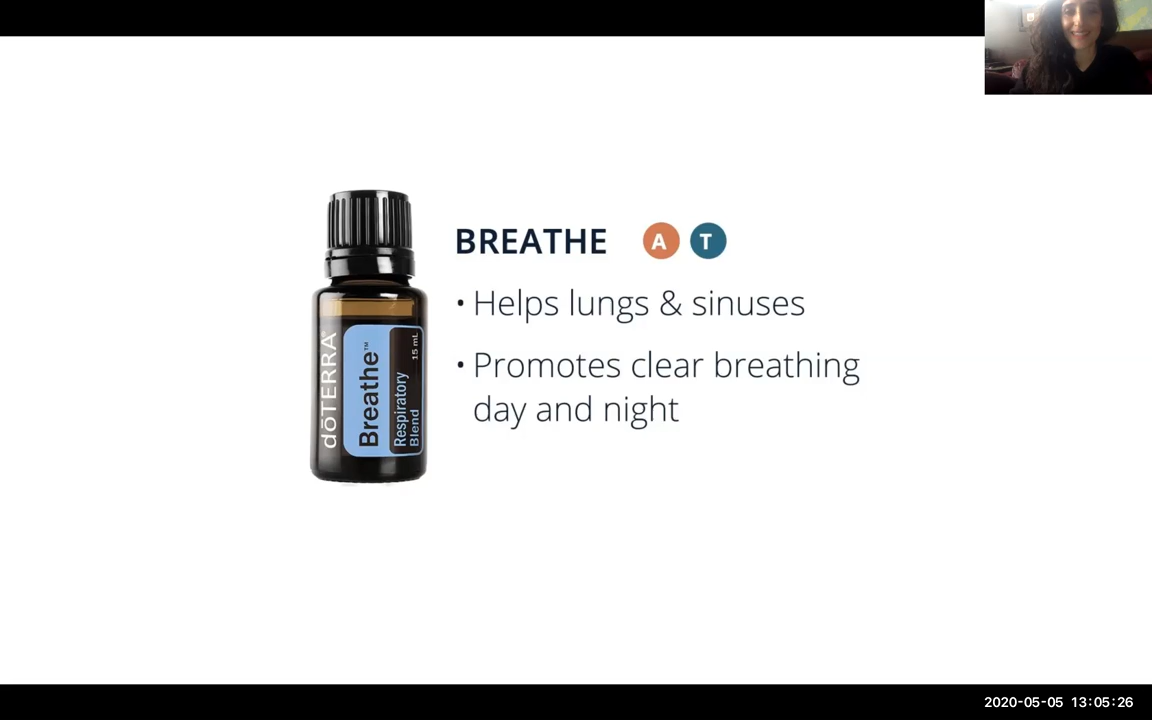 BREATHE A T
• Helps lungs & sinuses
• Promotes clear breathing
day and night
dōTERRA®
Breathe™
Respiratory
Blend
15 mL
2020-05-05 13:05:26